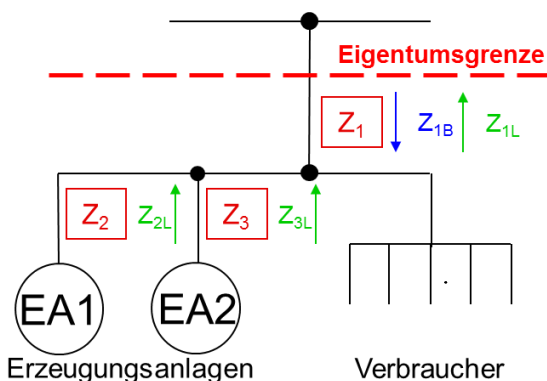 Eigentumsgrenze
Z1 Z1B Z1L
Z2 Z2L Z3 Z3L
EA1 EA2
Erzeugungsanlagen Verbraucher